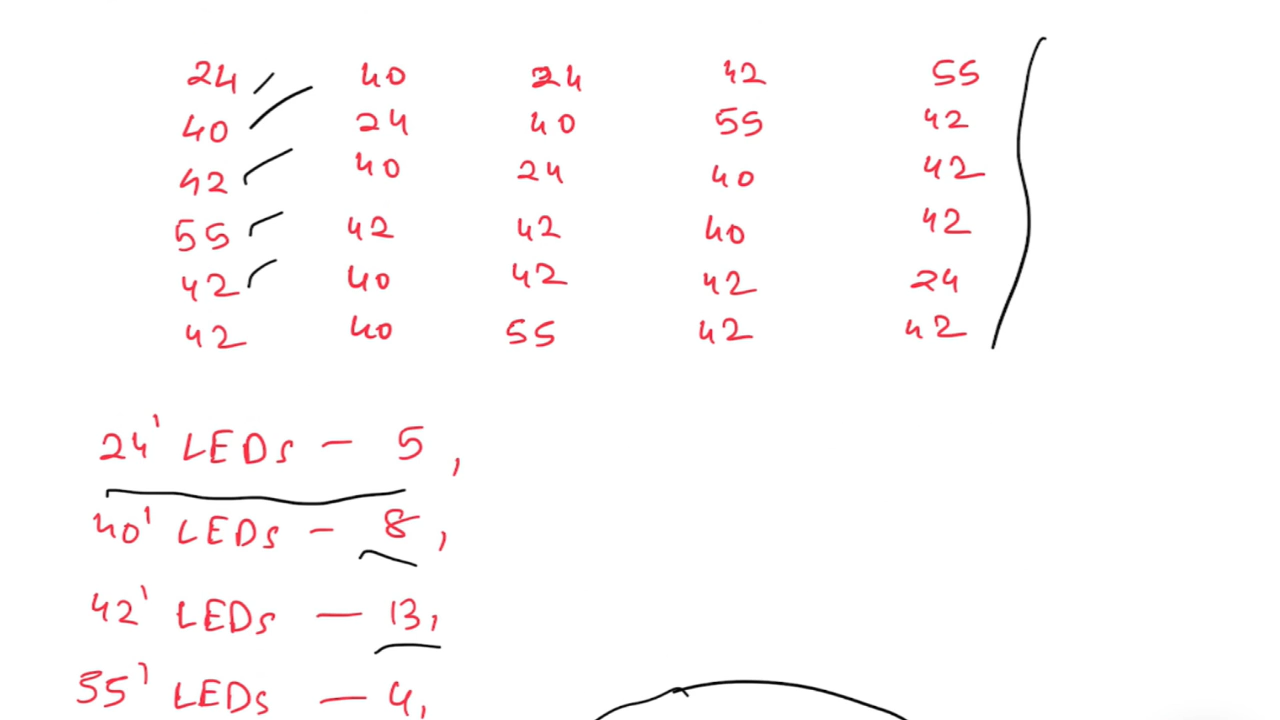 24 40 24 42 55
40 24 40 55 42
42 40 24 40 42
55 42 42 40 42
42 40 42 42 24
42 40 55 42 42
24' LEDs - 5,
40' LEDs - 8,
42' LEDs - 13,
55' LEDs - 4,